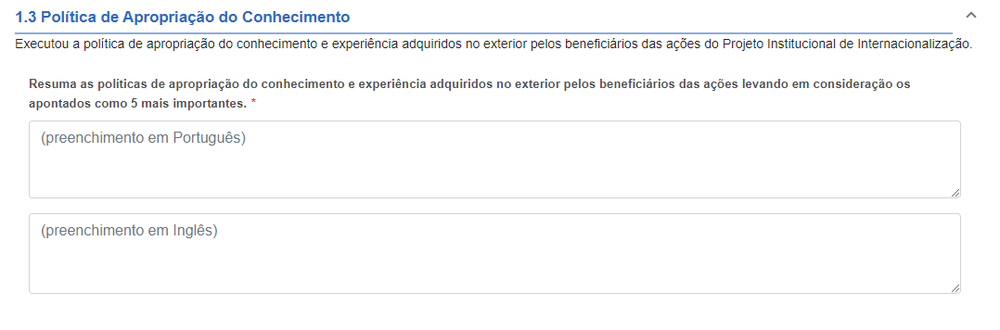 1.3 Política de Apropriação do Conhecimento
Executou a política de apropriação do conhecimento e experiência adquiridos no exterior pelos beneficiários das ações do Projeto Institucional de Internacionalização.
Resuma as políticas de apropriação do conhecimento e experiência adquiridos no exterior pelos beneficiários das ações levando em consideração os
apontados como 5 mais importantes. *
(preenchimento em Português)
(preenchimento em Inglês)